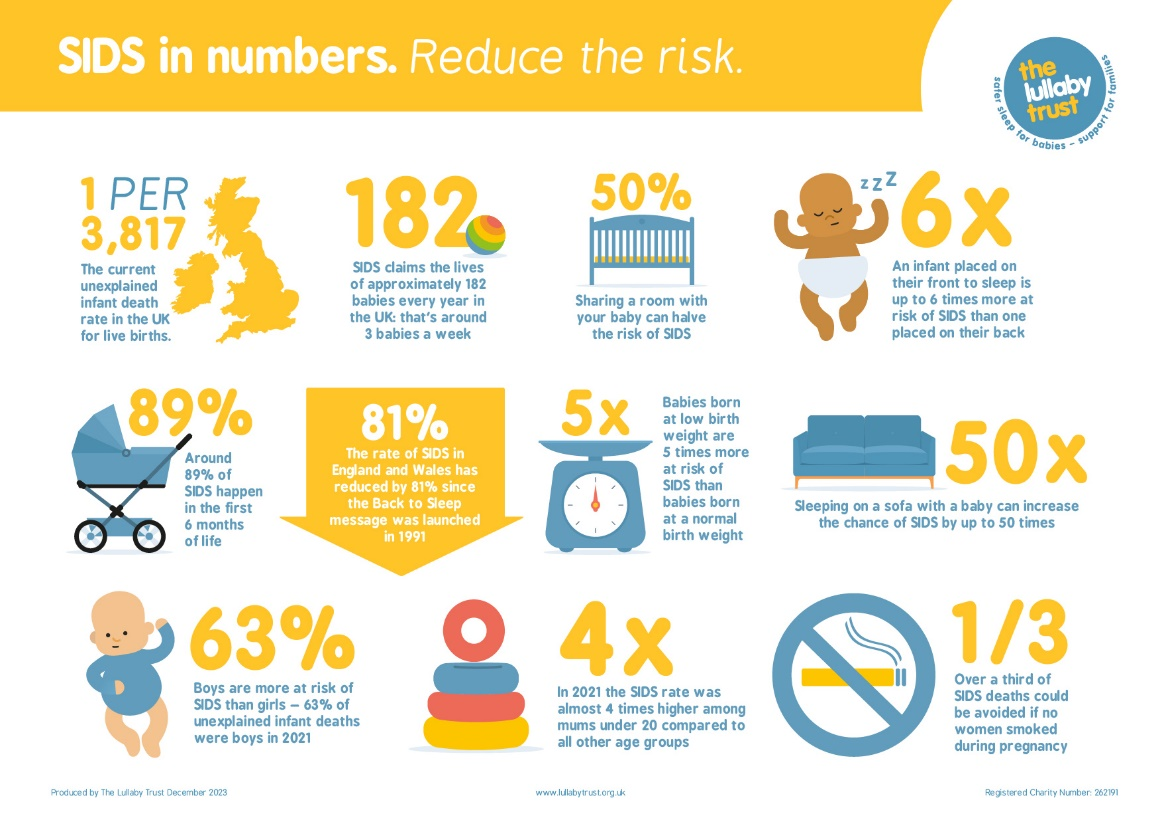 SIDS in numbers. Reduce the risk.
the
lullaby
trust
safer sleep for babies – support for families
1 PER
3,817
The current
unexplained
infant death
rate in the UK
for live births.
182
SIDS claims the lives
of approximately 182
babies every year in
the UK: that's around
3 babies a week
50%
Sharing a room with
your baby can halve
the risk of SIDS
z z z
6x
An infant placed on
their front to sleep is
up to 6 times more at
risk of SIDS than one
placed on their back
89%
Around
89% of
SIDS happen
in the first
6 months
of life
81%
The rate of SIDS in
England and Wales has
reduced by 81% since
the Back to Sleep
message was launched
in 1991
5x
Babies born
at low birth
weight are
5 times more
at risk of
SIDS than
babies born
at a normal
birth weight
50x
Sleeping on a sofa with a baby can increase
the chance of SIDS by up to 50 times
63%
Boys are more at risk of
SIDS than girls – 63% of
unexplained infant deaths
were boys in 2021
4x
In 2021 the SIDS rate was
almost 4 times higher among
mums under 20 compared to
all other age groups
1/3
Over a third of
SIDS deaths could
be avoided if no
women smoked
during pregnancy
Produced by The Lullaby Trust December 2023
www.lullabytrust.org.uk
Registered Charity Number: 262191